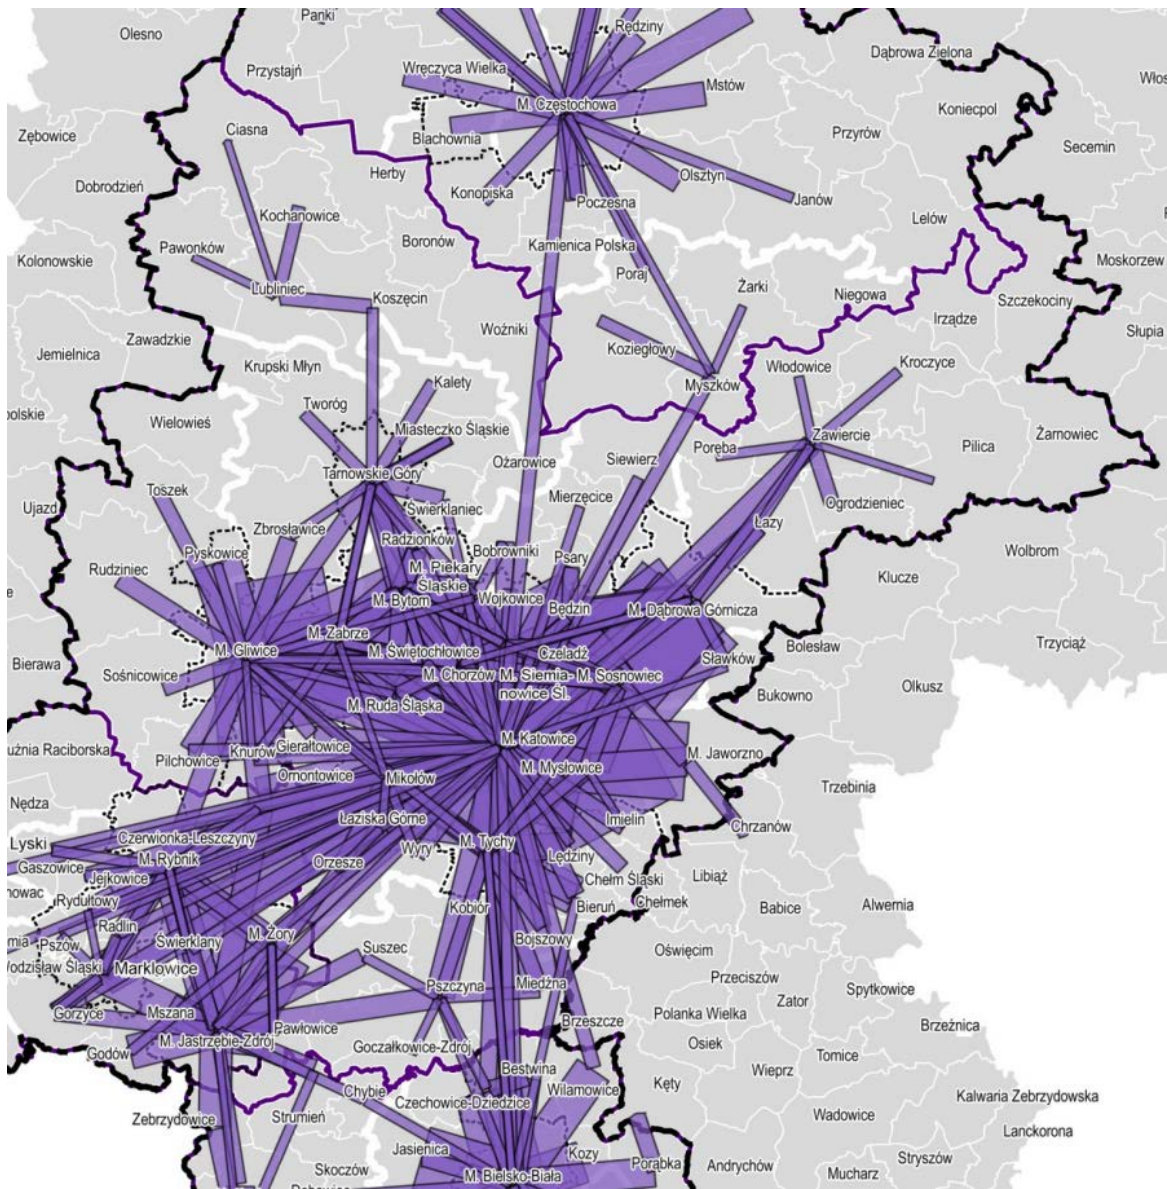 Panki
Olesno
Rędziny
Dąbrowa Zielona
Przystajń
Wręczyca Wielka
Mstów
M. Częstochowa
Koniecpol
Zębowice
Ciasna
Blachownia
Przyrów
Secemin
Herby
Dobrodzień
Konopiska
Olsztyn
Poczesna
Janów
Kochanowice
Lelów
Pawonków
Boronów
Kamienica Polska
Kolonowskie
Moskorzew
Poraj
Lubliniec
Koszęcin
Żarki
Niegowa
Szczekociny
Irządze
Woźniki
Słupia
Zawadzkie
Jemielnica
Koziegłowy
Krupski Młyn
Włodowice
Kroczyce
Kalety
Myszków
Tworóg
Wielowieś
Miasteczko Śląskie
Zawiercie
Żarnowiec
Poręba
Pilica
Ożarowice
Siewierz
Tarnowskie Góry
Toszek
Mierzęcice
Ogrodzieniec
Ujazd
Świerklaniec
Zbrosławice
Łazy
Radzionków
Pyskowice
Bobrowniki
Psary
Wolbrom
Rudziniec
M. Piekary
Śląskie
Klucze
M. Bytom
Wojkowice
Będzin
M. Dąbrowa Górnicza
M. Zabrze
Trzyciąż
M. Gliwice
M. Świętochłowice
Czeladź
Bolesław
Bierawa
Sławków
Sośnicowice
M. Chorzów
M. Siemia-
nowice Śl.
M. Sosnowiec
Olkusz
Bukowno
M. Ruda Śląska
M. Katowice
Knurów
Gierałtowice
M. Jaworzno
Pilchowice
M. Mysłowice
Ornontowice
Mikołów
Trzebinia
Nędza
Łaziska Górne
Imielin
Chrzanów
Czerwionka-Leszczyny
Lyski
M. Tychy
Wyry
M. Rybnik
Orzesze
Lędziny
Gaszowice
Chełm Śląski
Libiąż
Jejkowice
Rydułtowy
Kobiór
Bieruń
Chełmek
Babice
Alwernia
Radlin
M. Żory
Pszów
Świerklany
Suszec
Bojszowy
Oświęcim
Marklowice
Przeciszów
Pszczyna
Miedźna
Spytkowice
Zator
Gorzyce
Mszana
Polanka Wielka
Brzeszcze
Pawłowice
Brzeźnica
M. Jastrzębie-Zdrój
Goczałkowice-Zdrój
Osiek
Godów
Tomice
Wieprz
Bestwina
Kęty
Chybie
Wilamowice
Czechowice-Dziedzice
Kalwaria Zebrzydowska
Zebrzydowice
Strumień
Wadowice
Lanckorona
Jasienica
Kozy
Stryszów
Skoczów
Porąbka
Andrychów
M. Bielsko-Biała
Mucharz